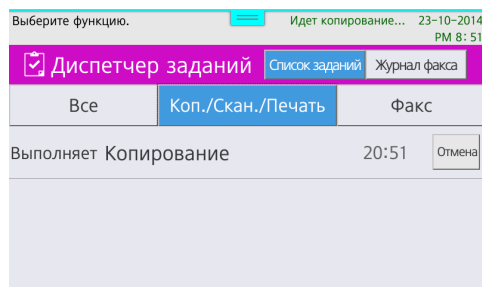 Выберите функцию.
Идет копирование... 23-10-2014
PM 8:51
Диспетчер заданий Список заданий Журнал факса
Все Коп./Скан./Печать Факс
Выполняет Копирование 20:51 Отмена